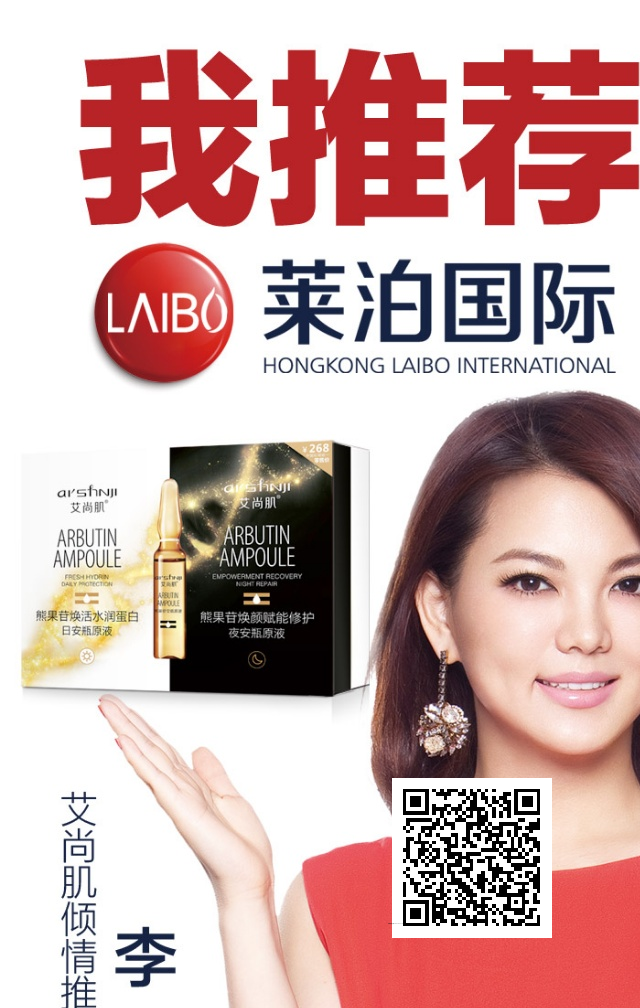 我推荐
LAIBO
莱泊国际
HONGKONG LAIBO INTERNATIONAL
arshnji
艾尚肌®
ARBUTIN
AMPOULE
FRESH HYDRIN
DAILY PROTECTION
熊果苷焕活水润蛋白
日安瓶原液
¥268
arshnji
艾尚肌®
ARBUTIN
AMPOULE
EMPOWERMENT RECOVERY
NIGHT REPAIR
熊果苷焕颜赋能修护
夜安瓶原液
艾尚肌倾情推
李